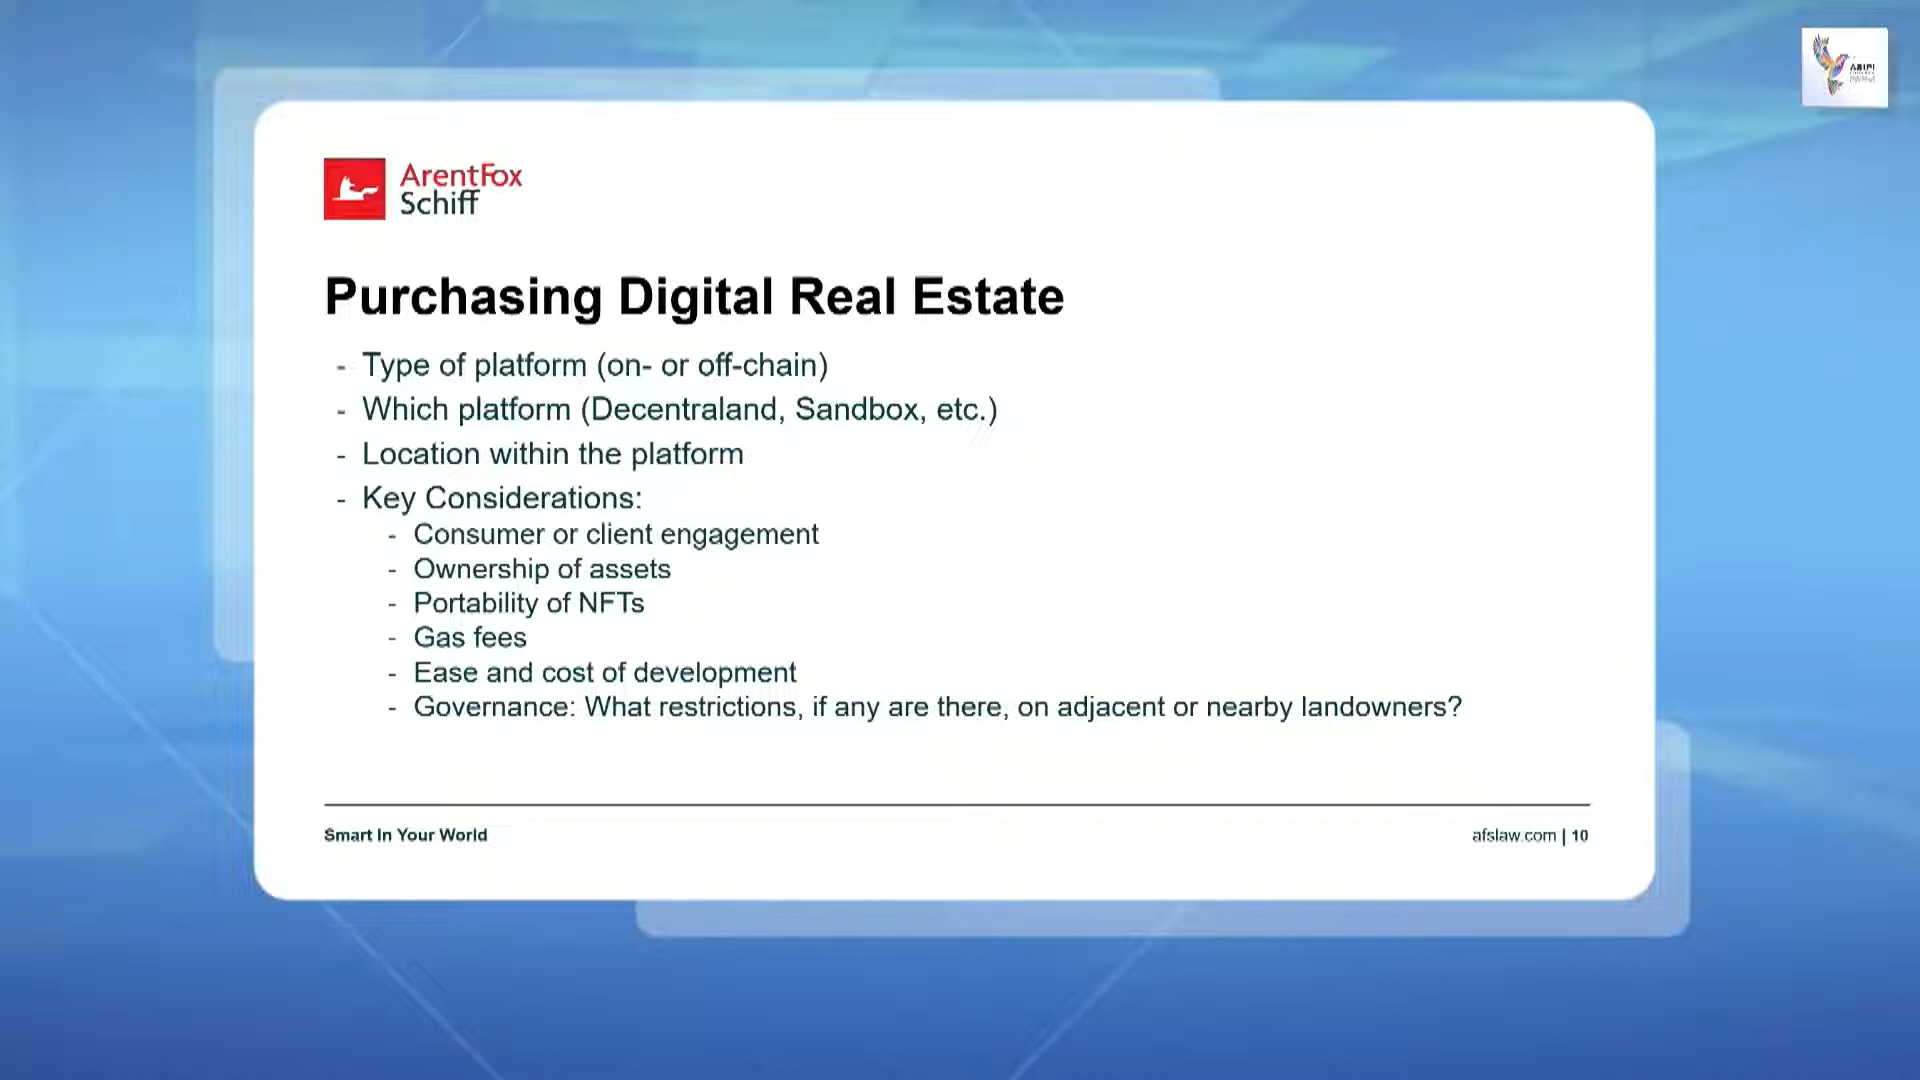 ASIPI
ArentFox
Schiff
Purchasing Digital Real Estate
- Type of platform (on- or off-chain)
- Which platform (Decentraland, Sandbox, etc.)
- Location within the platform
- Key Considerations:
- Consumer or client engagement
- Ownership of assets
- Portability of NFTs
- Gas fees
- Ease and cost of development
- Governance: What restrictions, if any are there, on adjacent or nearby landowners?
Smart In Your World
afslaw.com | 10